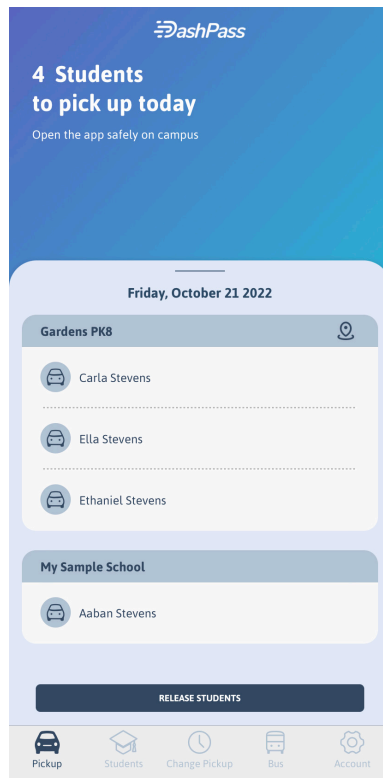 DashPass
4 Students
to pick up today
Open the app safely on campus
Friday, October 21 2022
Gardens PK8
Carla Stevens
Ella Stevens
Ethaniel Stevens
My Sample School
Aaban Stevens
RELEASE STUDENTS
Pickup Students Change Pickup Bus Account